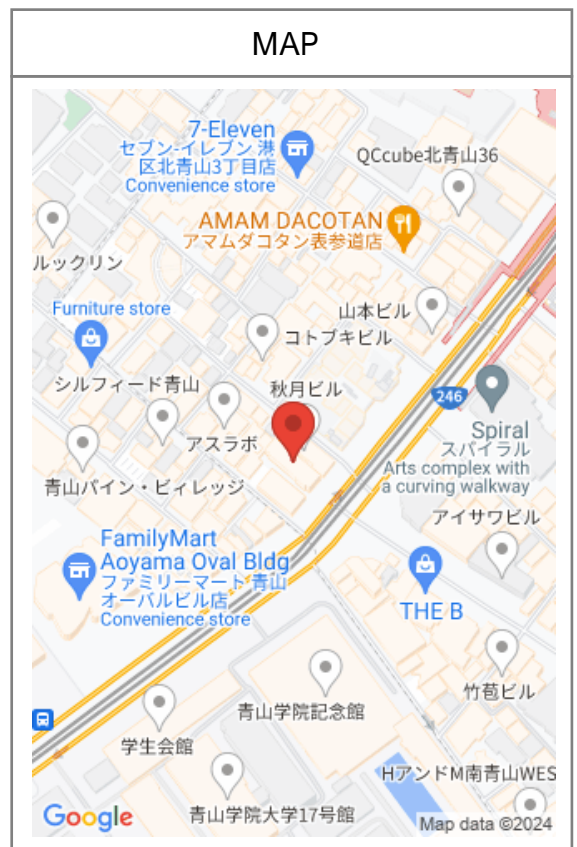 MAP
7-Eleven
セブン-イレブン 港
区北青山3丁目店
Convenience store
QCcube北青山36
AMAM DACOTAN
アマムダコタン表参道店
ルックリン
Furniture store
山本ビル
コトブキビル
シルフィード青山
秋月ビル
246
アスラボ
Spiral
スパイラル
Arts complex with
a curving walkway
青山パイン・ビィレッジ
アイサワビル
FamilyMart
Aoyama Oval Bldg
ファミリーマート 青山
オーバルビル店
Convenience store
THE B
竹苞ビル
青山学院記念館
学生会館
HアンドM南青山WES
青山学院大学17号館
Google
Map data ©2024